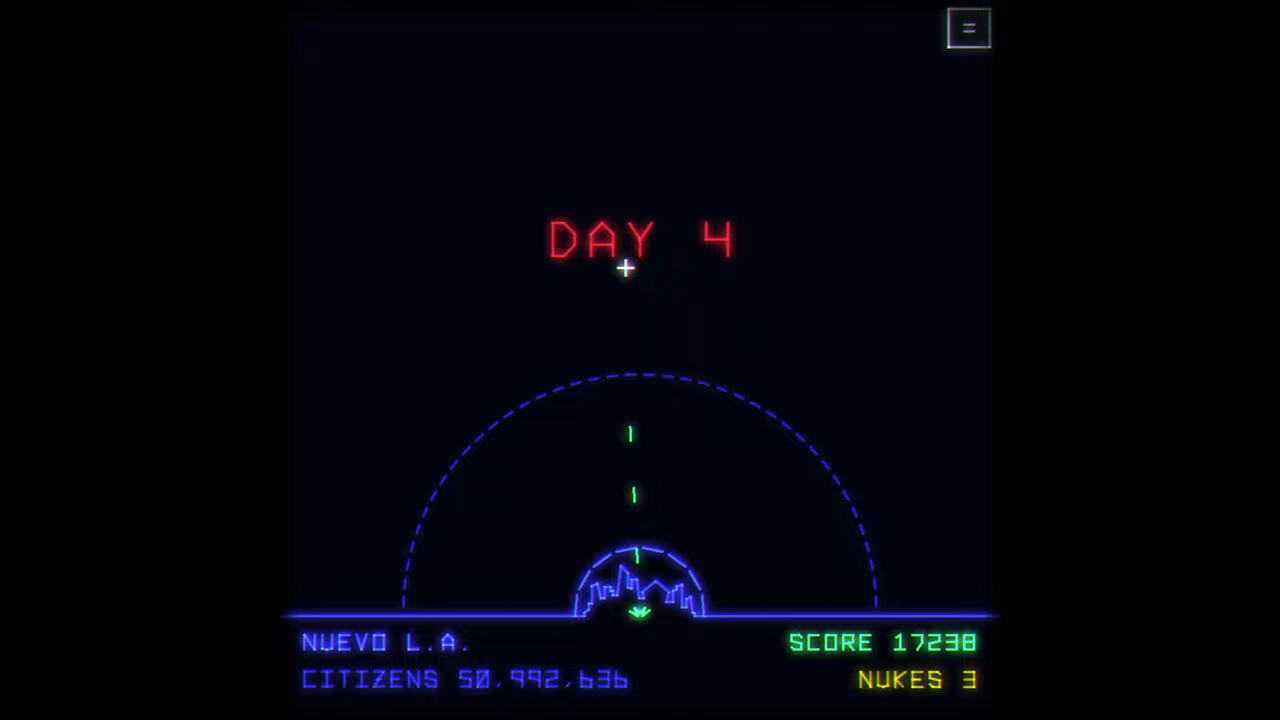 =
DAY 4
NUEVO L.A.
SCORE 17238
CITIZENS 50,992,636
NUKES 3